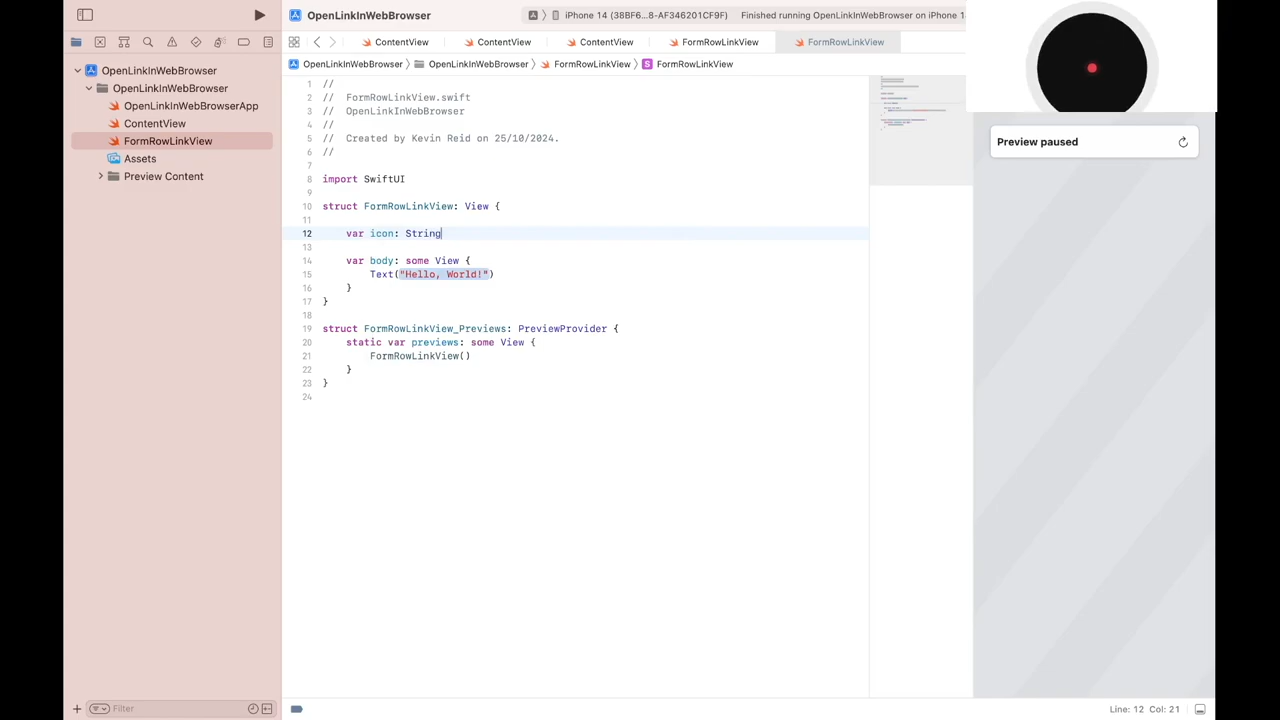 OpenLinkInWebBrowser
iPhone 14 (38BF6...8-AF346201CF9F)
Finished running OpenLinkInWebBrowser on iPhone 14
ContentView
ContentView
ContentView
FormRowLinkView
FormRowLinkView
OpenLinkInWebBrowser
OpenLinkInWebBrowser
FormRowLinkView
S FormRowLinkView
OpenLinkInWebBrowser
OpenLinkInWebBrowser
OpenLinkInWebBrowserApp
ContentView
FormRowLinkView
Assets
Preview Content
1 //
2 //  FormRowLinkView.swift
3 //  OpenLinkInWebBrowser
4 //
5 //  Created by Kevin Reid on 25/10/2024.
6 //
7
8 import SwiftUI
9
10 struct FormRowLinkView: View {
11
12     var icon: String
13
14     var body: some View {
15         Text("Hello, World!")
16     }
17 }
18
19 struct FormRowLinkView_Previews: PreviewProvider {
20     static var previews: some View {
21         FormRowLinkView()
22     }
23 }
24
Preview paused
Filter
Line: 12 Col: 21